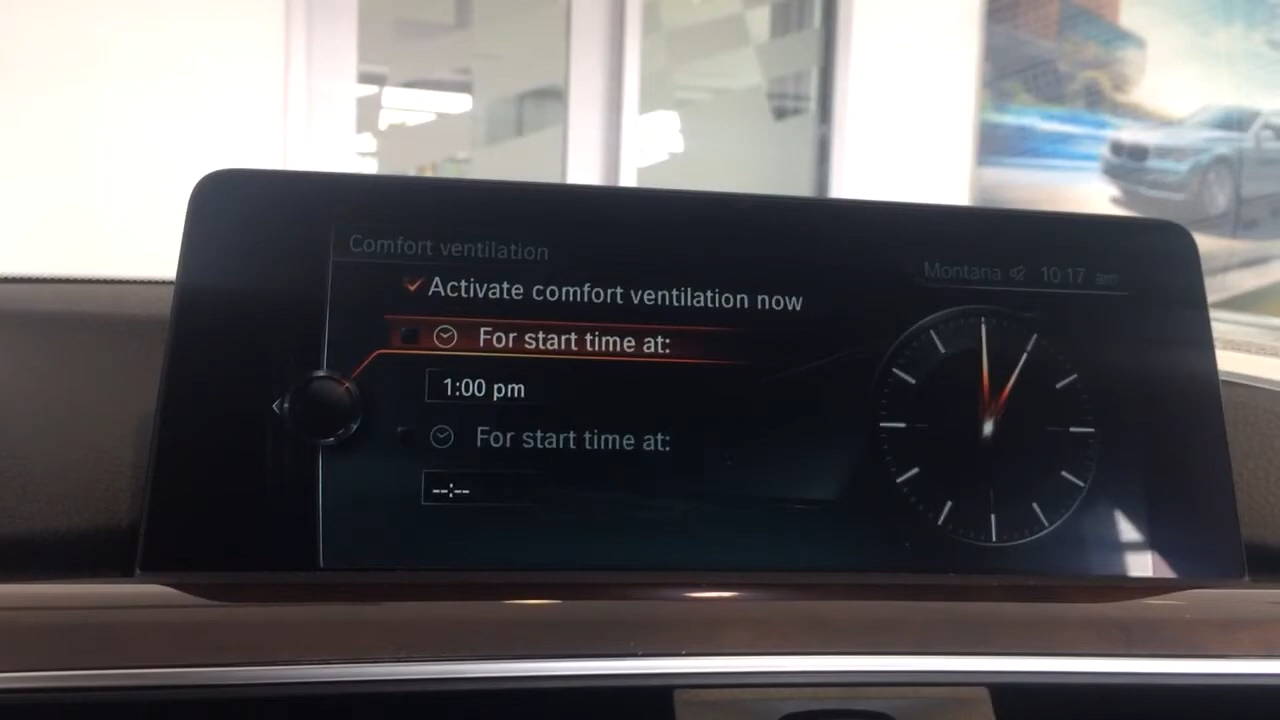 Comfort ventilation
Montana 10:17 am
Activate comfort ventilation now
For start time at:
1:00 pm
For start time at:
--:--